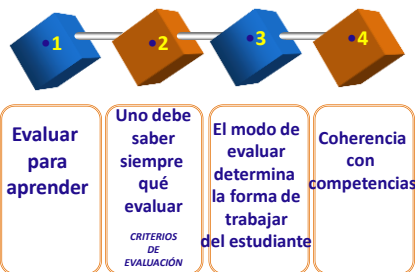 •1
•2
•3
•4
Evaluar
para
aprender
Uno debe
saber
siempre
qué
evaluar
CRITERIOS
DE
EVALUACIÓN
El modo de
evaluar
determina
la forma de
trabajar
del estudiante
Coherencia
con
competencias